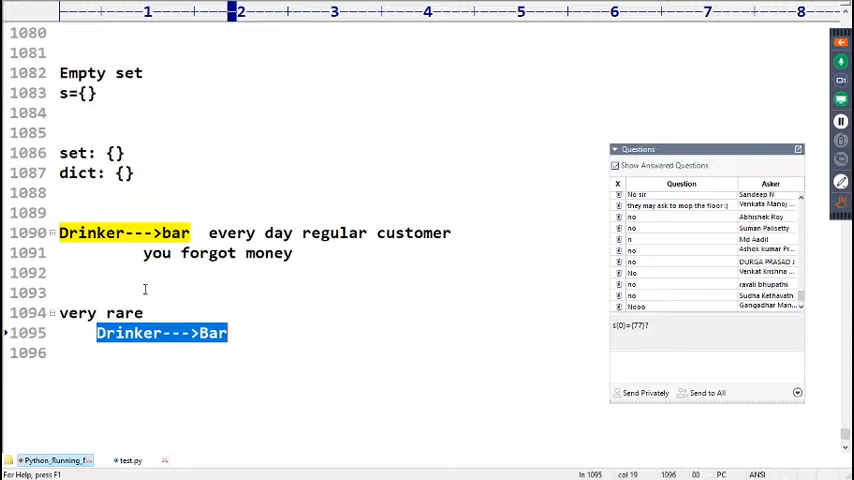 1 2 3 4 5 6 7 8
1080
1081
1082 Empty set
1083 s={}
1084
1085
1086 set: {}
1087 dict: {}
1088
1089
1090 Drinker--->bar every day regular customer
1091 you forgot money
1092
1093
1094 very rare
1095 Drinker--->Bar
1096
Questions
Show Answered Questions
X Question Asker
No sir Sandeep N
they may ask to mop the floor :) Venkata Manoj ...
no Abhishek Roy
no Suman Palisetty
n Md Aadil
no Ashok kumar Pr...
no DURGA PRASAD I
No Venkat Krishna ...
no ravali bhupathi
no Sudha Kethavath
Nooo Gangadhar Man...
s(0)={77}?
Send Privately Send to All
Python_Running_ test.py
For Help, press F1 ln 1095 col 19 1096 00 PC ANSI